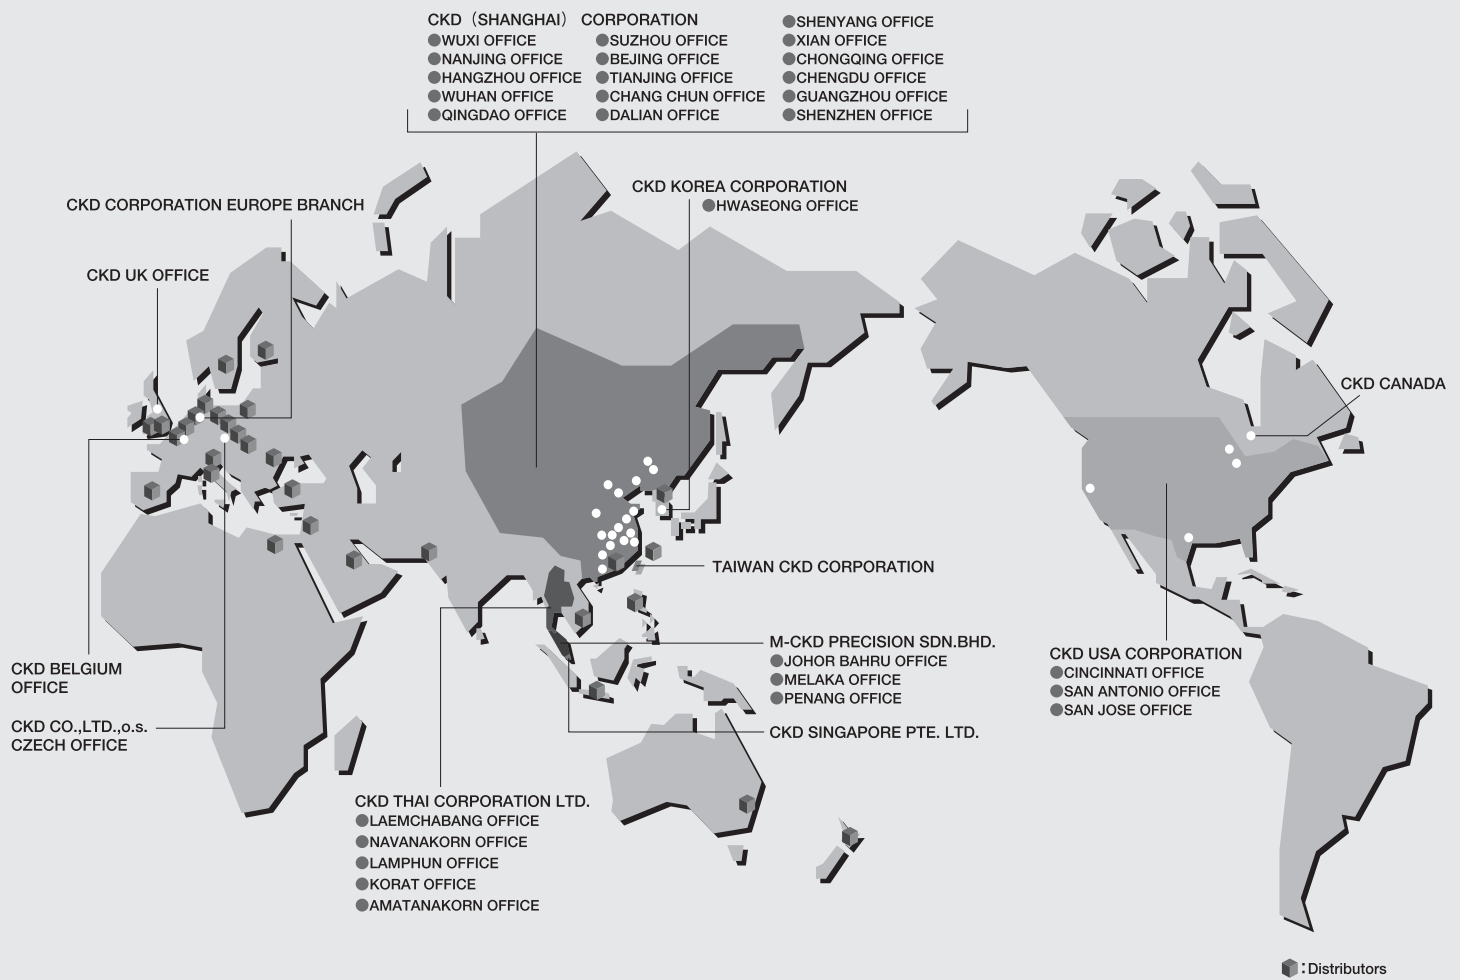 CKD（SHANGHAI） CORPORATION
●WUXI OFFICE
●NANJING OFFICE
●HANGZHOU OFFICE
●WUHAN OFFICE
●QINGDAO OFFICE
●SUZHOU OFFICE
●BEJING OFFICE
●TIANJING OFFICE
●CHANG CHUN OFFICE
●DALIAN OFFICE
●SHENYANG OFFICE
●XIAN OFFICE
●CHONGQING OFFICE
●CHENGDU OFFICE
●GUANGZHOU OFFICE
●SHENZHEN OFFICE
CKD KOREA CORPORATION
●HWASEONG OFFICE
CKD CORPORATION EUROPE BRANCH
CKD UK OFFICE
CKD CANADA
TAIWAN CKD CORPORATION
M-CKD PRECISION SDN.BHD.
●JOHOR BAHRU OFFICE
●MELAKA OFFICE
●PENANG OFFICE
CKD USA CORPORATION
●CINCINNATI OFFICE
●SAN ANTONIO OFFICE
●SAN JOSE OFFICE
CKD BELGIUM
OFFICE
CKD CO.,LTD.,o.s.
CZECH OFFICE
CKD SINGAPORE PTE. LTD.
CKD THAI CORPORATION LTD.
●LAEMCHABANG OFFICE
●NAVANAKORN OFFICE
●LAMPHUN OFFICE
●KORAT OFFICE
●AMATANAKORN OFFICE
:Distributors